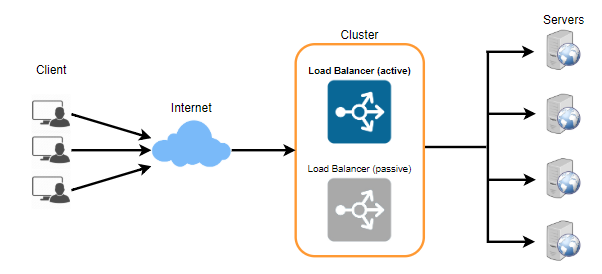 Servers
Cluster
Client
Load Balancer (active)
Internet
Load Balancer (passive)